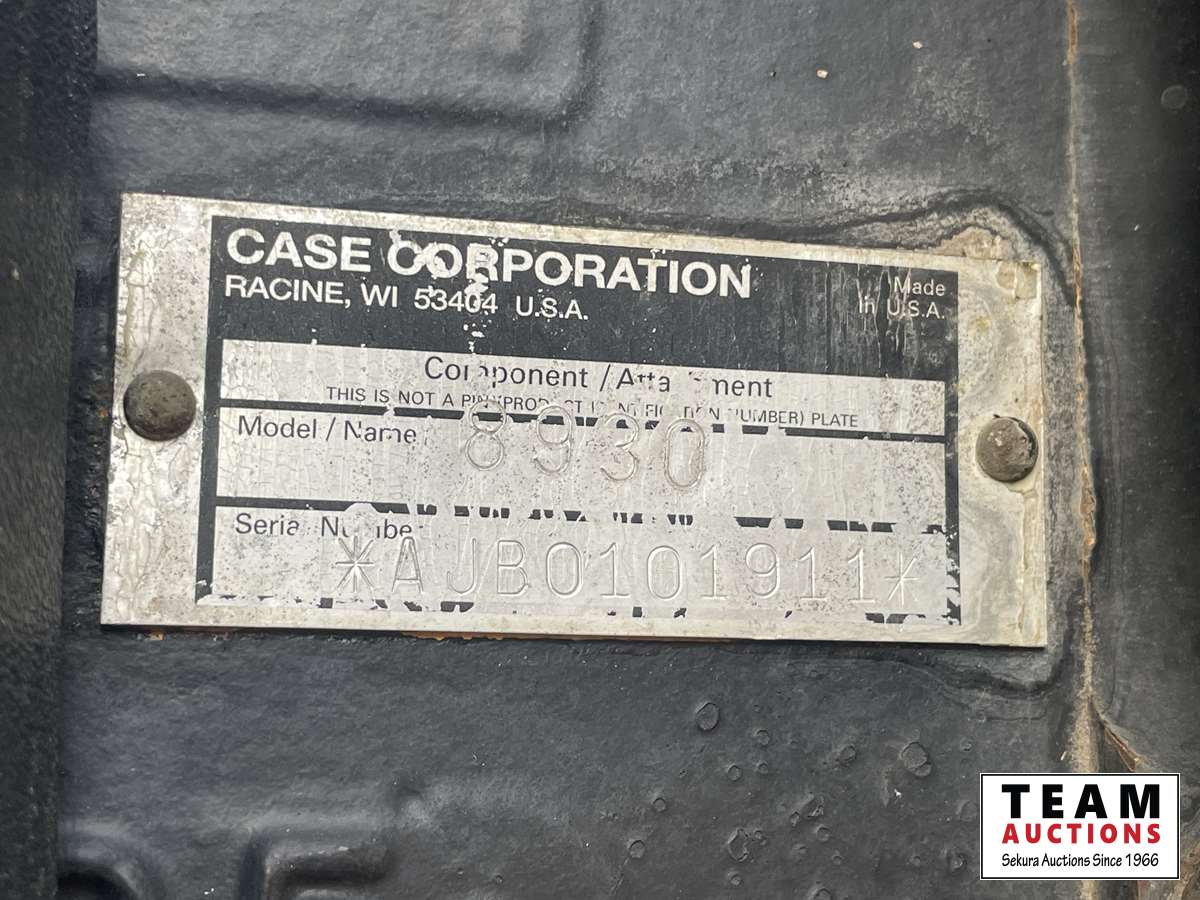 CASE CORPORATION
RACINE, WI 53404 U.S.A.
Made
In U.S.A.
Component / Attachment
THIS IS NOT A PIN (PRODUCT IDENTIFICATION NUMBER) PLATE
Model / Name 8930
Serial Number
*AJB0101911*
TEAM
AUCTIONS
Sekura Auctions Since 1966